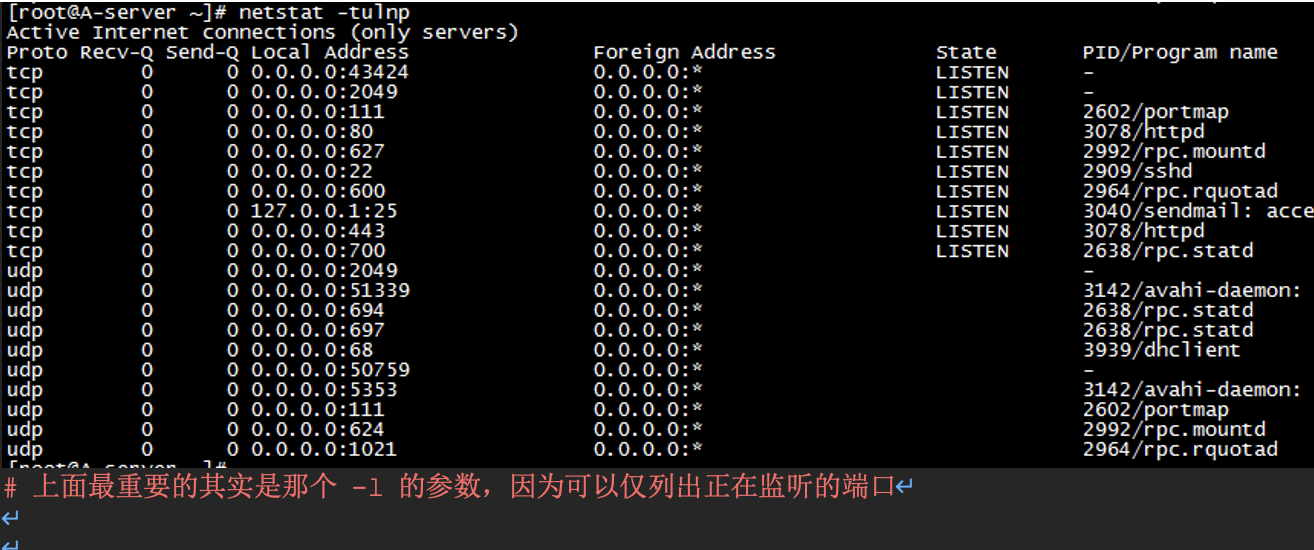 [root@A-server ~]# netstat -tulnp
Active Internet connections (only servers)
Proto Recv-Q Send-Q Local Address Foreign Address State PID/Program name
tcp 0 0 0.0.0.0:43424 0.0.0.0:* LISTEN -
tcp 0 0 0.0.0.0:2049 0.0.0.0:* LISTEN -
tcp 0 0 0.0.0.0:111 0.0.0.0:* LISTEN 2602/portmap
tcp 0 0 0.0.0.0:80 0.0.0.0:* LISTEN 3078/httpd
tcp 0 0 0.0.0.0:627 0.0.0.0:* LISTEN 2992/rpc.mountd
tcp 0 0 0.0.0.0:22 0.0.0.0:* LISTEN 2909/sshd
tcp 0 0 0.0.0.0:600 0.0.0.0:* LISTEN 2964/rpc.rquotad
tcp 0 0 127.0.0.1:25 0.0.0.0:* LISTEN 3040/sendmail: acce
tcp 0 0 0.0.0.0:443 0.0.0.0:* LISTEN 3078/httpd
tcp 0 0 0.0.0.0:700 0.0.0.0:* LISTEN 2638/rpc.statd
udp 0 0 0.0.0.0:2049 0.0.0.0:* -
udp 0 0 0.0.0.0:51339 0.0.0.0:* 3142/avahi-daemon:
udp 0 0 0.0.0.0:694 0.0.0.0:* 2638/rpc.statd
udp 0 0 0.0.0.0:697 0.0.0.0:* 2638/rpc.statd
udp 0 0 0.0.0.0:68 0.0.0.0:* 3939/dhclient
udp 0 0 0.0.0.0:50759 0.0.0.0:* -
udp 0 0 0.0.0.0:5353 0.0.0.0:* 3142/avahi-daemon:
udp 0 0 0.0.0.0:111 0.0.0.0:* 2602/portmap
udp 0 0 0.0.0.0:624 0.0.0.0:* 2992/rpc.mountd
udp 0 0 0.0.0.0:1021 0.0.0.0:* 2964/rpc.rquotad
[root@A-server ~]#
# 上面最重要的其实是那个 -l 的参数，因为可以仅列出正在监听的端口↵
↵
↵